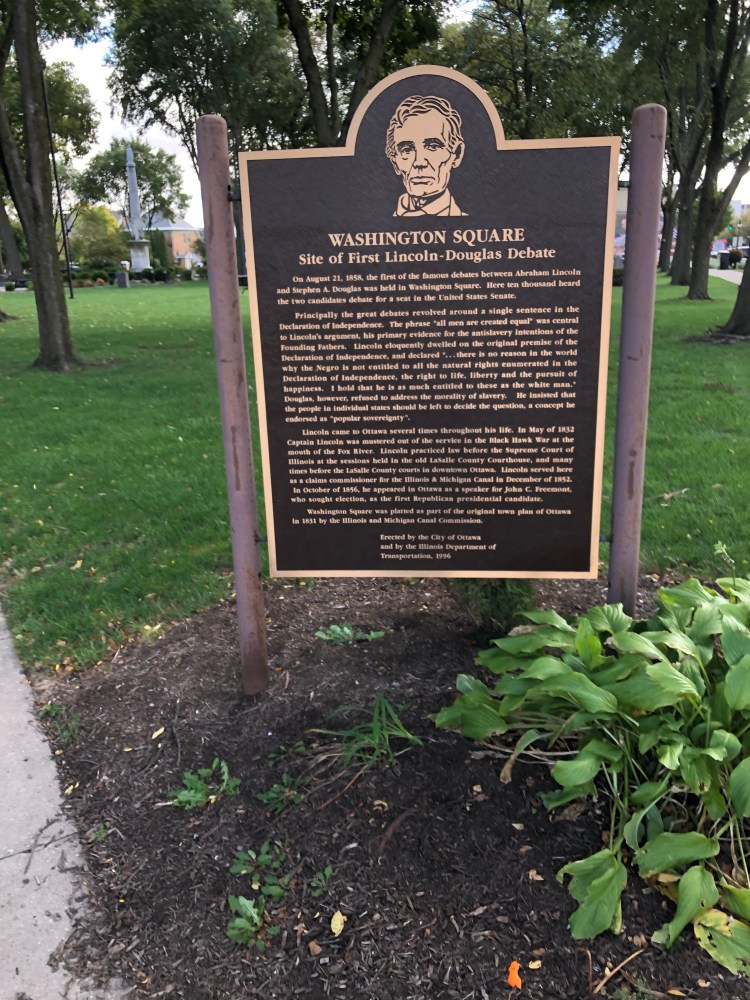 WASHINGTON SQUARE
Site of First Lincoln-Douglas Debate
On August 21, 1858, the first of the famous debates between Abraham Lincoln
and Stephen A. Douglas was held in Washington Square. Here ten thousand heard
the two candidates debate for a seat in the United States Senate.
Principally the great debates revolved around a single sentence in the
Declaration of Independence. The phrase "all men are created equal" was central
to Lincoln's argument, his primary evidence for the antislavery intentions of the
Founding Fathers. Lincoln eloquently dwelled on the original premise of the
Declaration of Independence, and declared "...there is no reason in the world
why the Negro is not entitled to all the natural rights enumerated in the
Declaration of Independence, the right to life, liberty and the pursuit of
happiness. I hold that he is as much entitled to these as the white man."
Douglas, however, refused to address the morality of slavery. He insisted that
the people in individual states should be left to decide the question, a concept he
endorsed as "popular sovereignty".
Lincoln came to Ottawa several times throughout his life. In May of 1832
Captain Lincoln was mustered out of the service in the Black Hawk War at the
mouth of the Fox River. Lincoln practiced law before the Supreme Court of
Illinois at the sessions held in the old LaSalle County Courthouse, and many
times before the LaSalle County courts in downtown Ottawa. Lincoln served here
as a claims commissioner for the Illinois & Michigan Canal in December of 1852.
In October of 1856, he appeared in Ottawa as a speaker for John C. Freemont,
who sought election, as the first Republican presidential candidate.
Washington Square was platted as part of the original town plan of Ottawa
in 1831 by the Illinois and Michigan Canal Commission.
Erected by the City of Ottawa
and by the Illinois Department of
Transportation, 1996